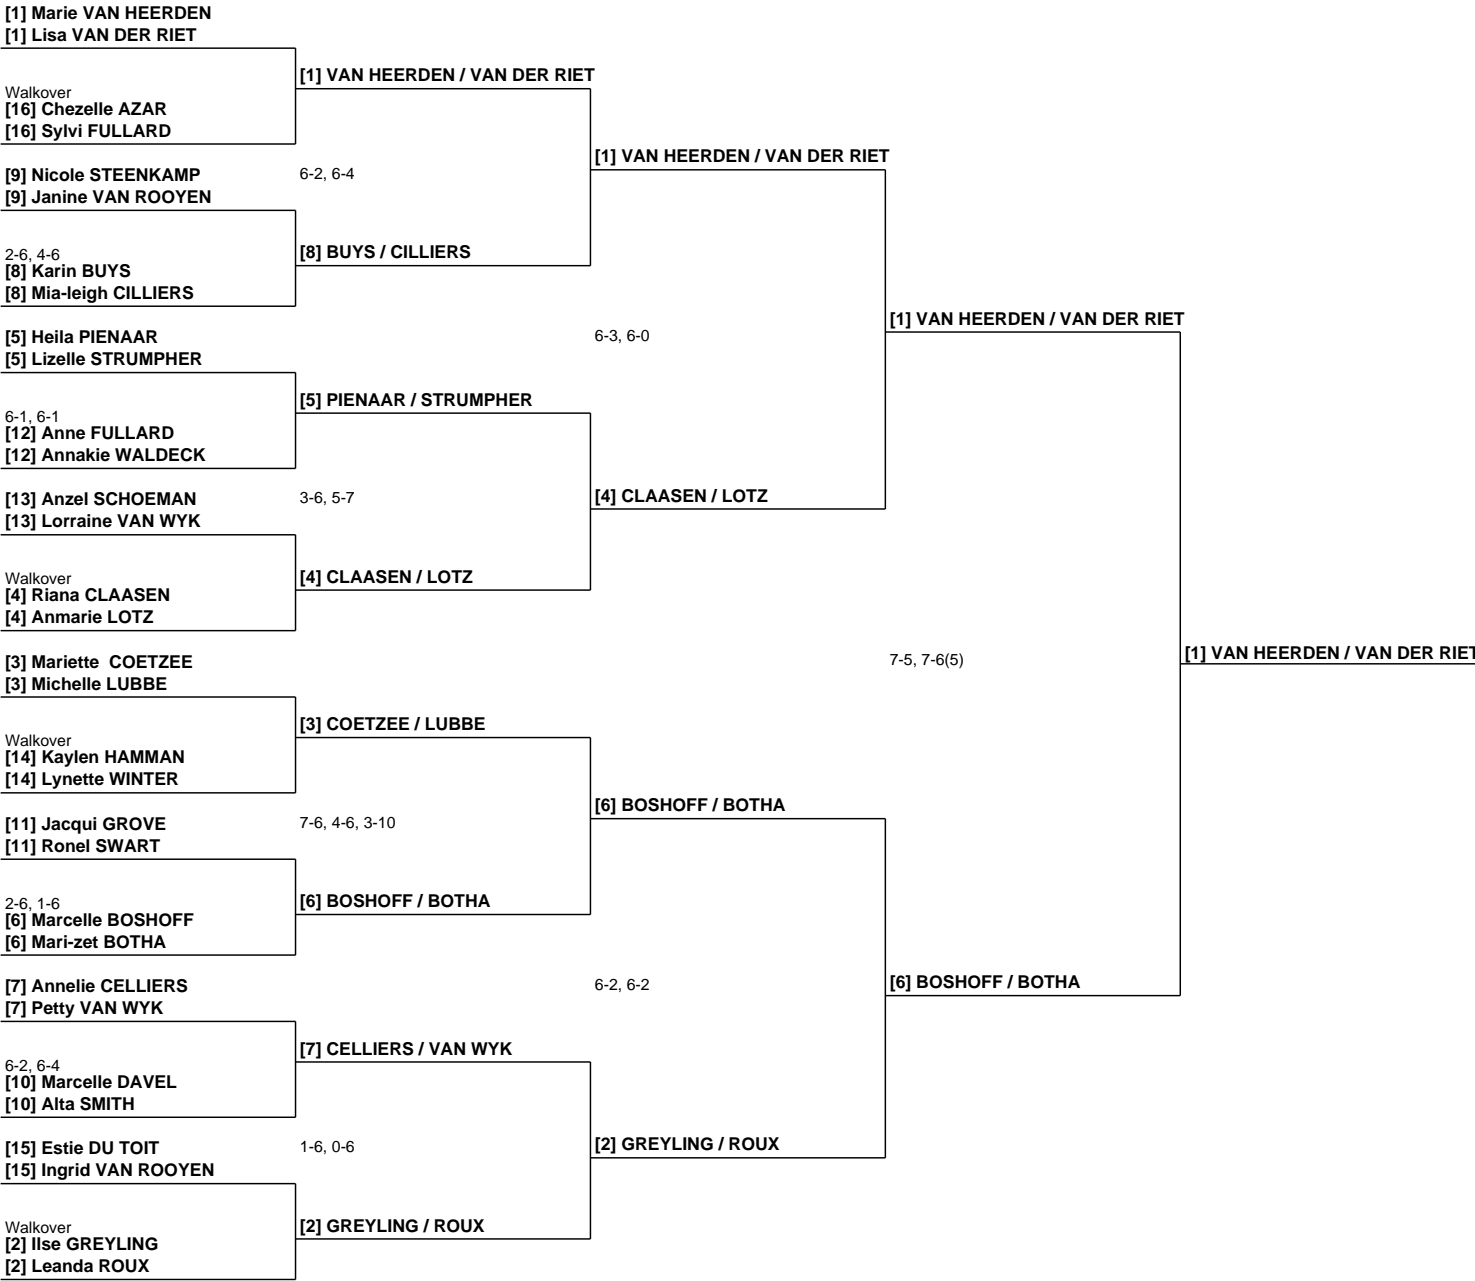 [1] Marie VAN HEERDEN
[1] Lisa VAN DER RIET
[1] VAN HEERDEN / VAN DER RIET
Walkover
[16] Chezelle AZAR
[16] Sylvi FULLARD
[1] VAN HEERDEN / VAN DER RIET
[9] Nicole STEENKAMP
[9] Janine VAN ROOYEN
6-2, 6-4
[8] BUYS / CILLIERS
2-6, 4-6
[8] Karin BUYS
[8] Mia-leigh CILLIERS
[1] VAN HEERDEN / VAN DER RIET
[5] Heila PIENAAR
[5] Lizelle STRUMPHER
6-3, 6-0
[5] PIENAAR / STRUMPHER
6-1, 6-1
[12] Anne FULLARD
[12] Annakie WALDECK
[4] CLAASEN / LOTZ
[13] Anzel SCHOEMAN
[13] Lorraine VAN WYK
3-6, 5-7
[4] CLAASEN / LOTZ
Walkover
[4] Riana CLAASEN
[4] Anmarie LOTZ
[1] VAN HEERDEN / VAN DER RIET
7-5, 7-6(5)
[3] Mariette  COETZEE
[3] Michelle LUBBE
[3] COETZEE / LUBBE
Walkover
[14] Kaylen HAMMAN
[14] Lynette WINTER
[6] BOSHOFF / BOTHA
[11] Jacqui GROVE
[11] Ronel SWART
7-6, 4-6, 3-10
[6] BOSHOFF / BOTHA
2-6, 1-6
[6] Marcelle BOSHOFF
[6] Mari-zet BOTHA
[6] BOSHOFF / BOTHA
[7] Annelie CELLIERS
[7] Petty VAN WYK
6-2, 6-2
[7] CELLIERS / VAN WYK
6-2, 6-4
[10] Marcelle DAVEL
[10] Alta SMITH
[2] GREYLING / ROUX
[15] Estie DU TOIT
[15] Ingrid VAN ROOYEN
1-6, 0-6
[2] GREYLING / ROUX
Walkover
[2] Ilse GREYLING
[2] Leanda ROUX